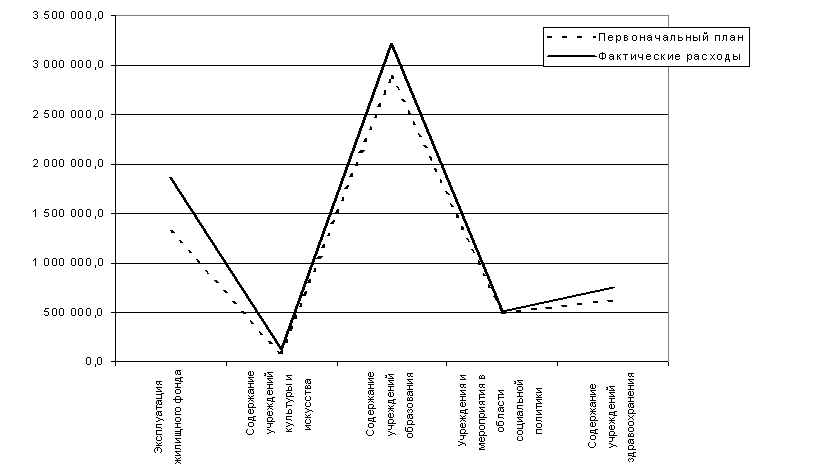 3 500 000,0
3 000 000,0
2 500 000,0
2 000 000,0
1 500 000,0
1 000 000,0
500 000,0
0,0
Первоначальный план
Фактические расходы
Эксплуатация
жилищного фонда
Содержание
учреждений
культуры и
искусства
Содержание
учреждений
образования
Учреждения и
мероприятия в
области
социальной
политики
Содержание
учреждений
здравоохранения